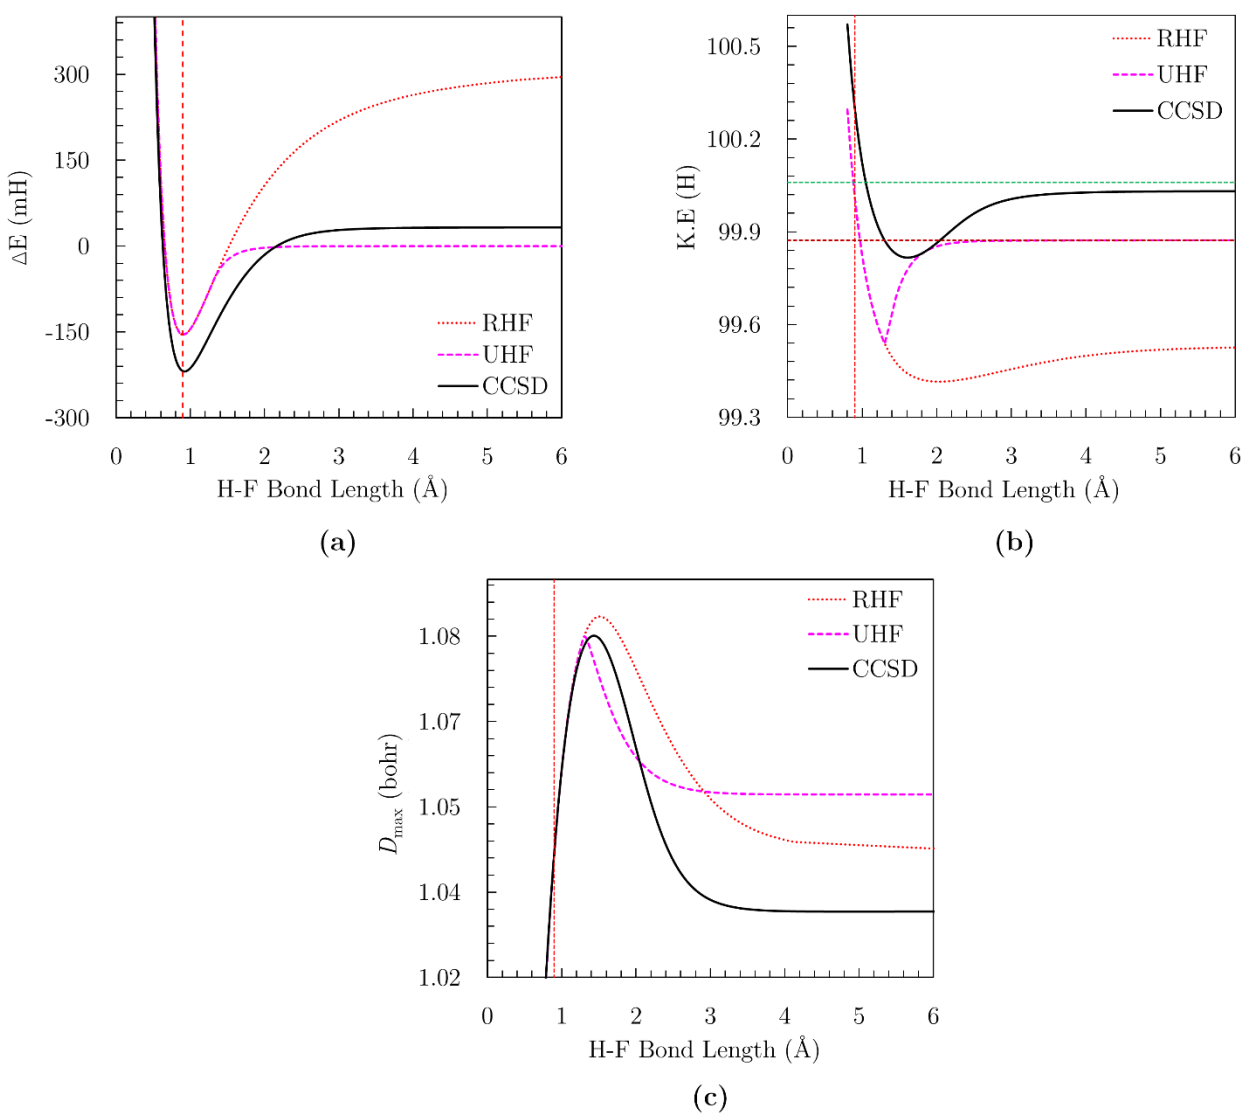 300
150
0
-150
-300
ΔE (mH)
RHF
UHF
CCSD
0 1 2 3 4 5 6
H-F Bond Length (Å)
(a)
100.5
100.2
99.9
99.6
99.3
K.E (H)
RHF
UHF
CCSD
0 1 2 3 4 5 6
H-F Bond Length (Å)
(b)
1.08
1.07
1.05
1.04
1.02
Dmax (bohr)
RHF
UHF
CCSD
0 1 2 3 4 5 6
H-F Bond Length (Å)
(c)